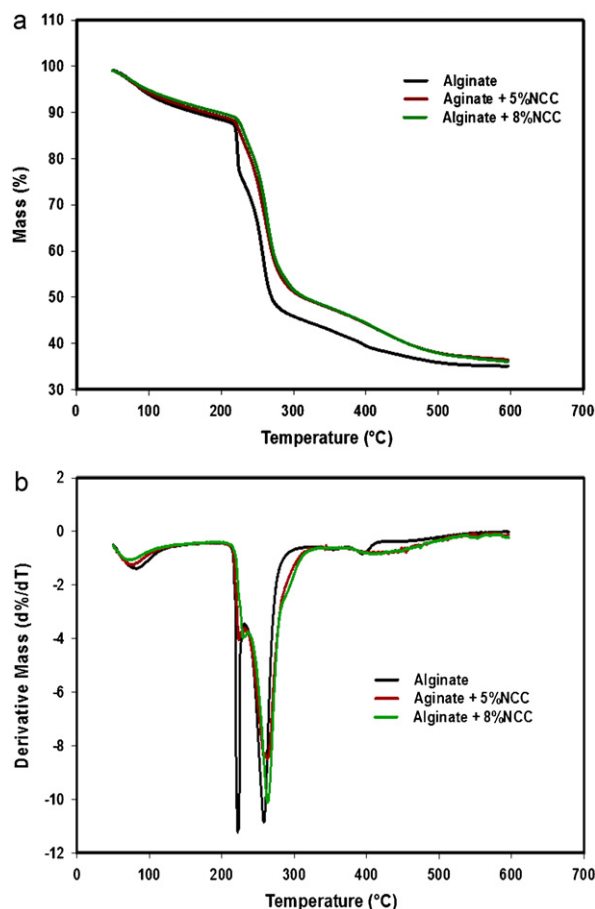 a
110
100
90
80
70
60
50
40
30
Mass (%)
Alginate
Aginate + 5%NCC
Alginate + 8%NCC
0 100 200 300 400 500 600 700
Temperature (°C)
b
2
0
-2
-4
-6
-8
-10
-12
Derivative Mass (d%/dT)
Alginate
Aginate + 5%NCC
Alginate + 8%NCC
0 100 200 300 400 500 600 700
Temperature (°C)